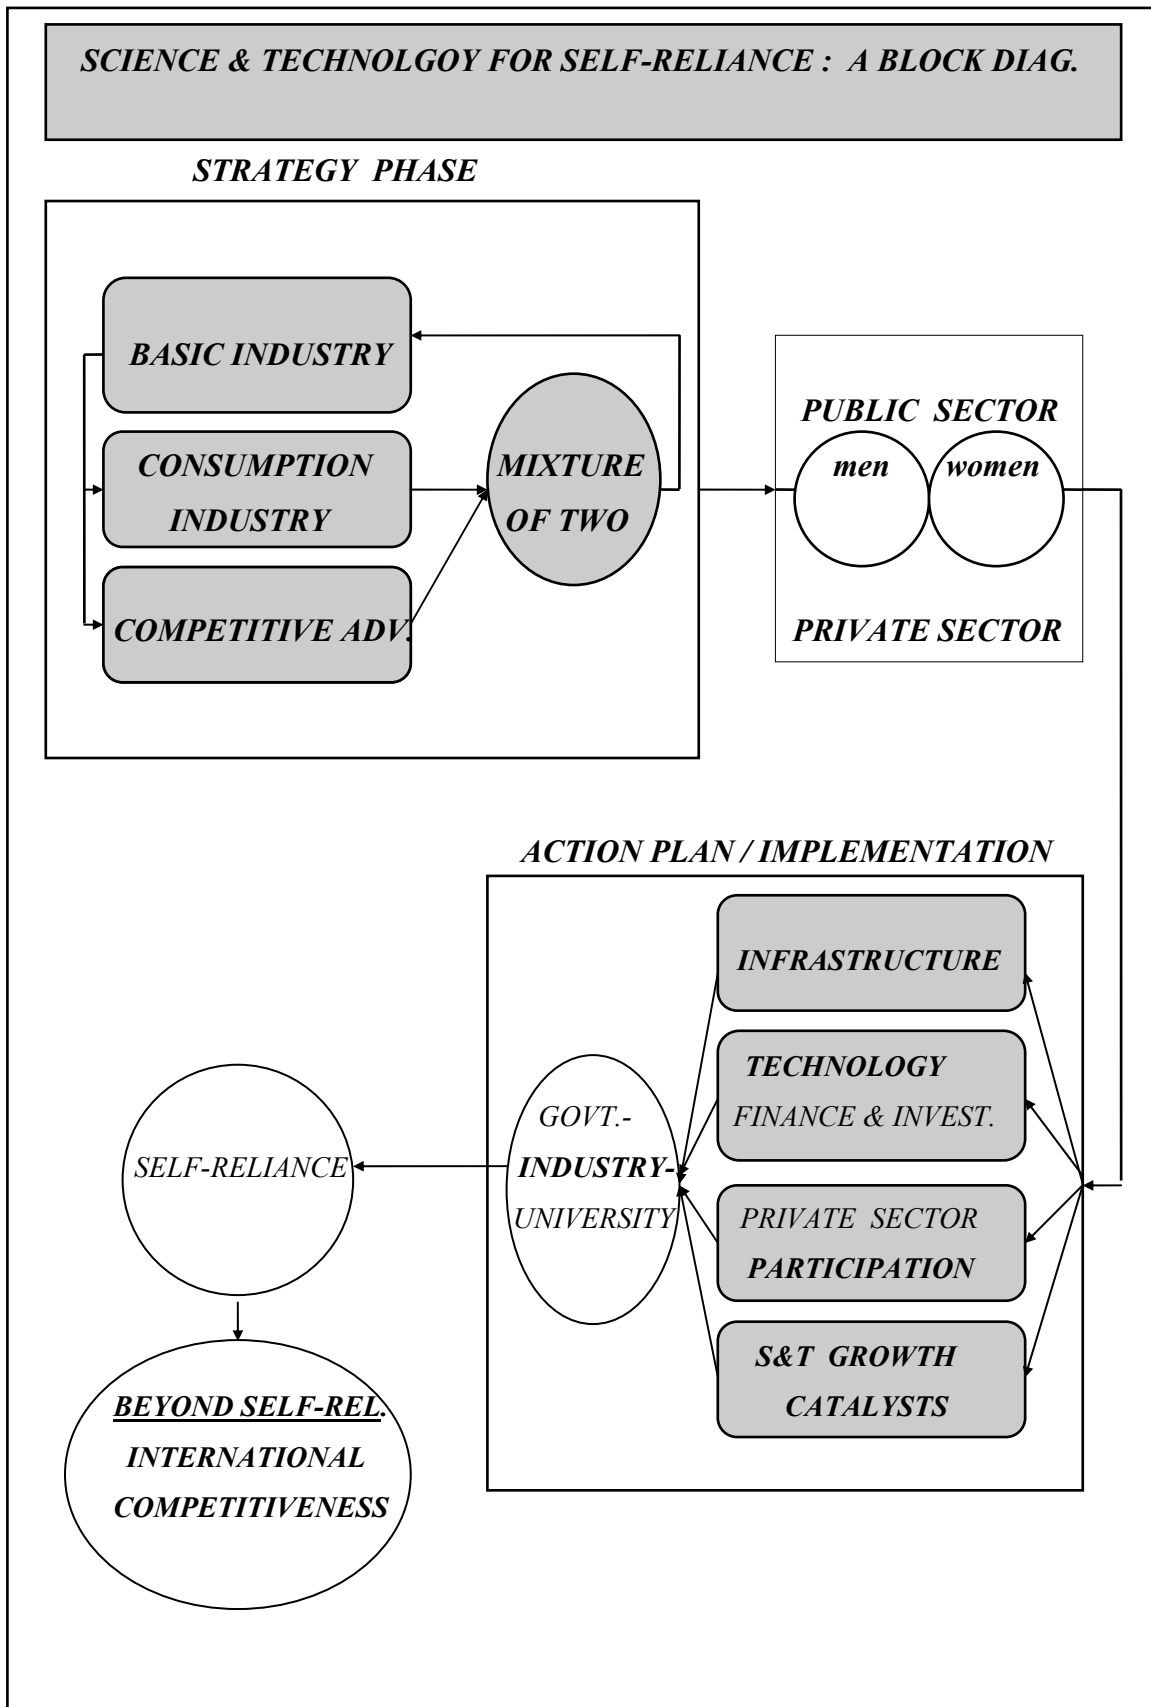 SCIENCE & TECHNOLGOY FOR SELF-RELIANCE : A BLOCK DIAG.
STRATEGY PHASE
BASIC INDUSTRY
CONSUMPTION
INDUSTRY
COMPETITIVE ADV.
MIXTURE
OF TWO
PUBLIC SECTOR
men women
PRIVATE SECTOR
ACTION PLAN / IMPLEMENTATION
INFRASTRUCTURE
TECHNOLOGY
FINANCE & INVEST.
PRIVATE SECTOR
PARTICIPATION
S&T GROWTH
CATALYSTS
GOVT.-
INDUSTRY-
UNIVERSITY
SELF-RELIANCE
BEYOND SELF-REL.
INTERNATIONAL
COMPETITIVENESS